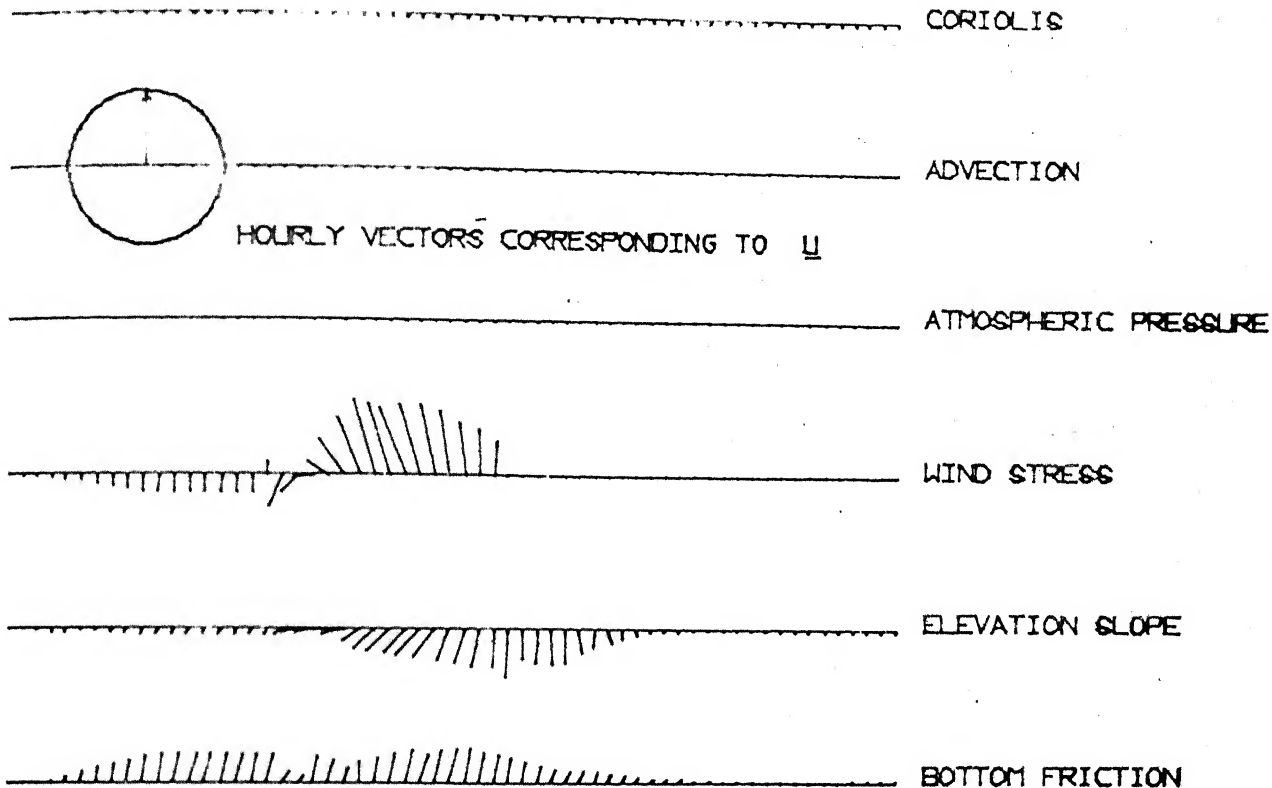 CORIOLIS
ADVECTION
HOURLY VECTORS CORRESPONDING TO U
ATMOSPHERIC PRESSURE
WIND STRESS
ELEVATION SLOPE
BOTTOM FRICTION